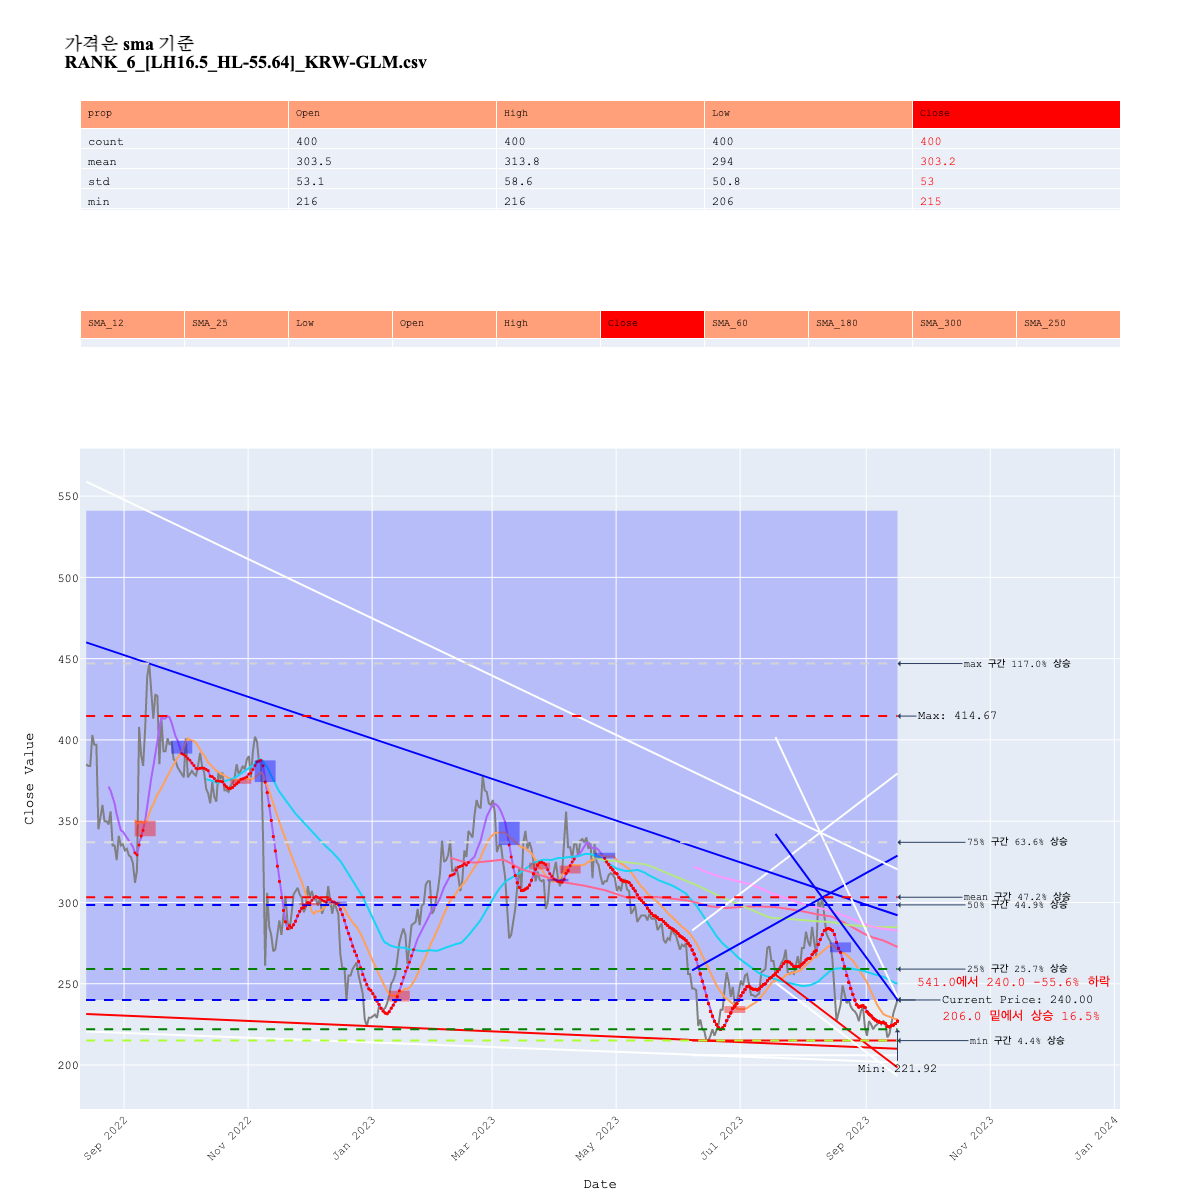 가격은 sma 기준
RANK_6_[LH16.5_HL-55.64]_KRW-GLM.csv
prop Open High Low Close
count 400 400 400 400
mean 303.5 313.8 294 303.2
std 53.1 58.6 50.8 53
min 216 216 206 215
SMA_12 SMA_25 Low Open High Close SMA_60 SMA_180 SMA_300 SMA_250
550
500
450
400
350
300
250
200
Close Value
max 구간 117.0% 상승
Max: 414.67
75% 구간 63.6% 상승
mean 구간 47.2% 상승
50% 구간 44.9% 상승
25% 구간 25.7% 상승
541.0에서 240.0 -55.6% 하락
Current Price: 240.00
206.0 밑에서 상승 16.5%
min 구간 4.4% 상승
Min: 221.92
Sep 2022
Nov 2022
Jan 2023
Mar 2023
May 2023
Jul 2023
Sep 2023
Nov 2023
Jan 2024
Date